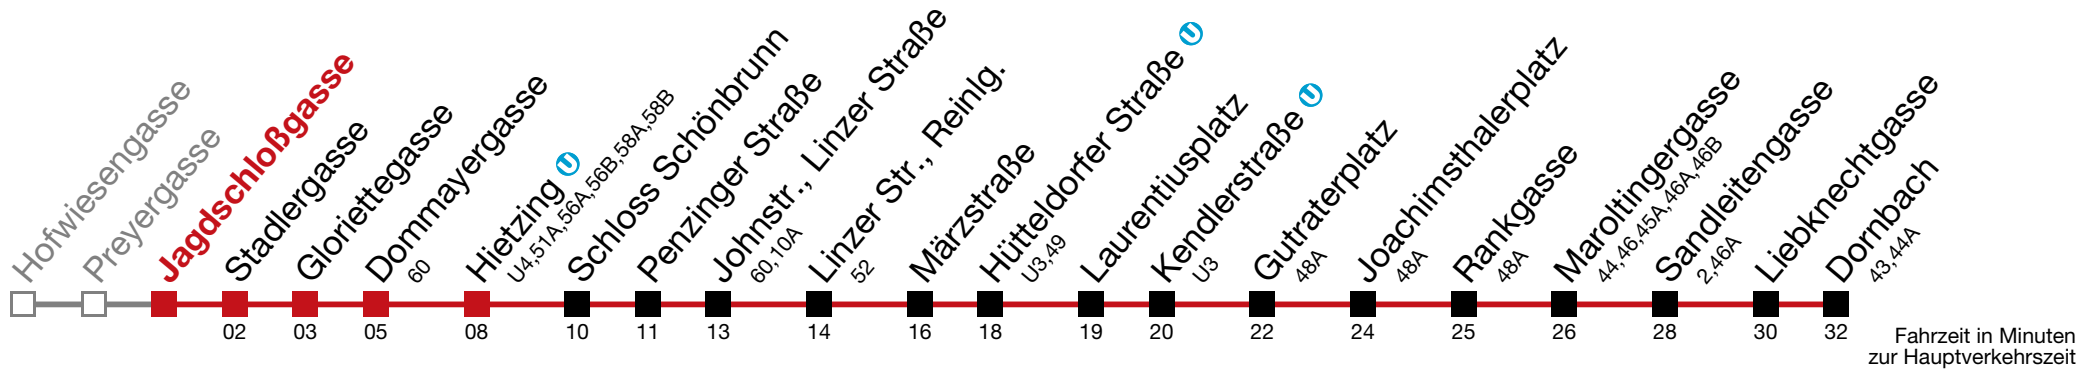 Hofwiesengasse
Preyergasse
Jagdschloßgasse
Stadlergasse
Gloriettegasse
Dommayergasse
60
Hietzing U
U4,51A,56A,56B,58A,58B
Schloss Schönbrunn
Penzinger Straße
Johnstr., Linzer Straße
60,10A
Linzer Str., Reinlg.
52
Märzstraße
Hütteldorfer Straße U
U3,49
Laurentiusplatz
Kendlerstraße U
U3
Gutraterplatz
48A
Joachimsthalerplatz
48A
Rankgasse
48A
Maroltingergasse
44,46,45A,46A,46B
Sandleitengasse
2,46A
Liebknechtgasse
Dornbach
43,44A
02 03 05 08 10 11 13 14 16 18 19 20 22 24 25 26 28 30 32
Fahrzeit in Minuten
zur Hauptverkehrszeit